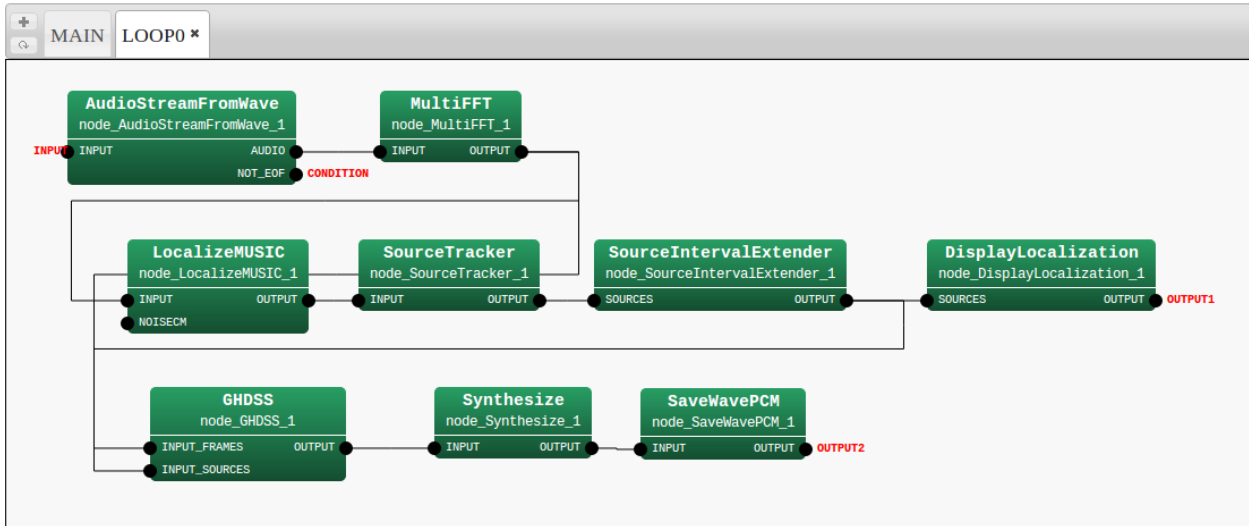 MAIN
LOOP0 ×
AudioStreamFromWave
node_AudioStreamFromWave_1
INPUT INPUT AUDIO
NOT_EOF CONDITION
MultiFFT
node_MultiFFT_1
INPUT OUTPUT
LocalizeMUSIC
node_LocalizeMUSIC_1
INPUT OUTPUT
NOISECM
SourceTracker
node_SourceTracker_1
INPUT OUTPUT
SourceIntervalExtender
node_SourceIntervalExtender_1
SOURCES OUTPUT
DisplayLocalization
node_DisplayLocalization_1
SOURCES OUTPUT OUTPUT1
GHDSS
node_GHDSS_1
INPUT_FRAMES OUTPUT
INPUT_SOURCES
Synthesize
node_Synthesize_1
INPUT OUTPUT
SaveWavePCM
node_SaveWavePCM_1
INPUT OUTPUT OUTPUT2